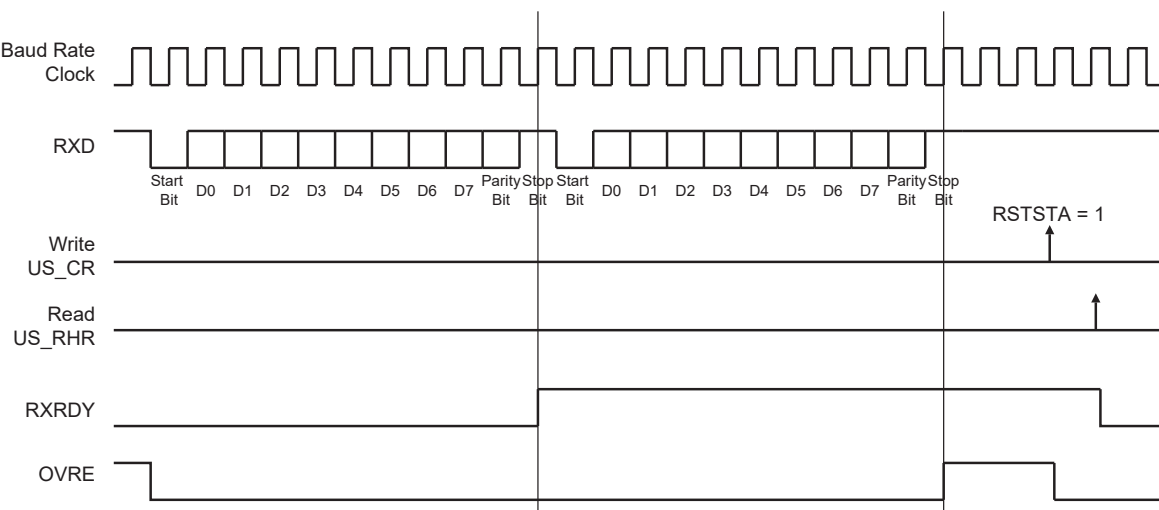 Baud Rate
Clock
RXD
Start
Bit
D0
D1
D2
D3
D4
D5
D6
D7
Parity
Bit
Stop
Bit
Start
Bit
D0
D1
D2
D3
D4
D5
D6
D7
Parity
Bit
Stop
Bit
RSTSTA = 1
Write
US_CR
Read
US_RHR
RXRDY
OVRE